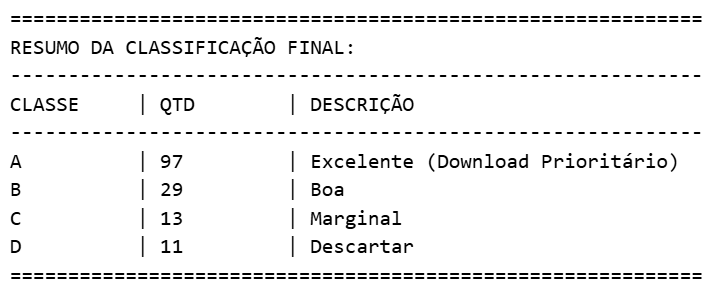 ============================================================
RESUMO DA CLASSIFICAÇÃO FINAL:
------------------------------------------------------------
CLASSE     | QTD        | DESCRIÇÃO
------------------------------------------------------------
A          | 97         | Excelente (Download Prioritário)
B          | 29         | Boa
C          | 13         | Marginal
D          | 11         | Descartar
============================================================